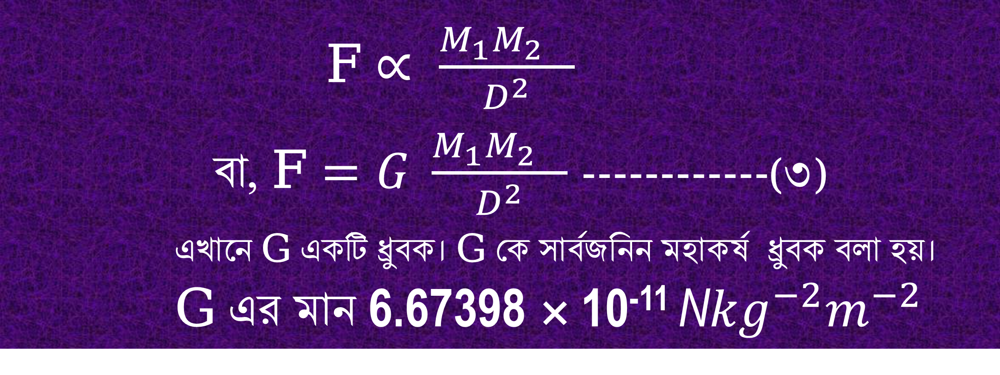 F ∝ M₁M₂ / D²
বা, F = G M₁M₂ / D² ------------(৩)
এখানে G একটি ধ্রুবক। G কে সার্বজনিন মহাকর্ষ ধ্রুবক বলা হয়।
G এর মান 6.67398 × 10⁻¹¹ Nkg⁻²m⁻²